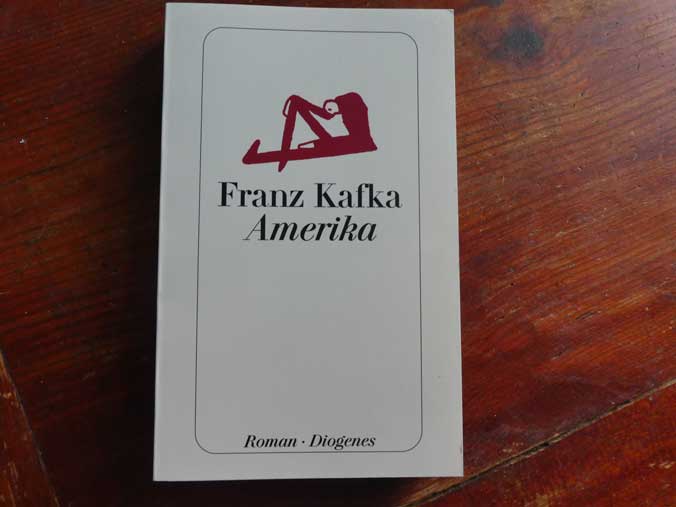 Franz Kafka
Amerika
Roman · Diogenes